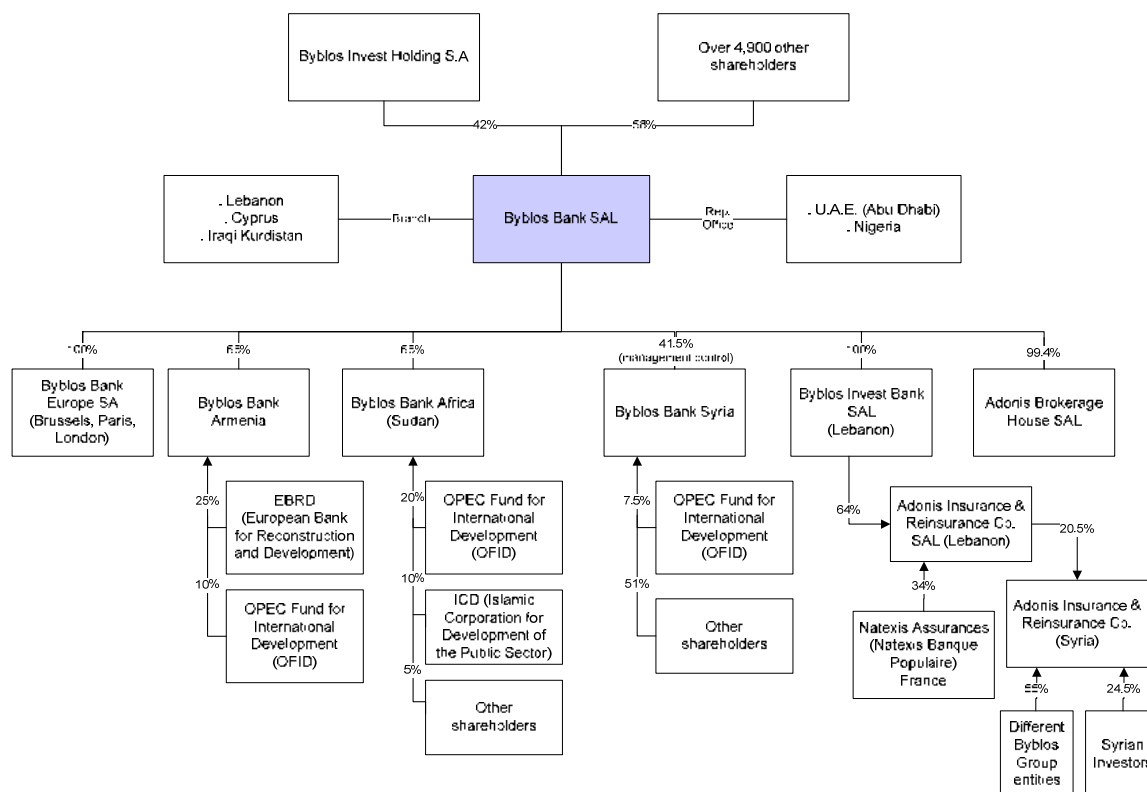 Byblos Invest Holding S.A
Over 4,900 other
shareholders
42%
58%
. Lebanon
. Cyprus
. Iraqi Kurdistan
Branch
Byblos Bank SAL
Rep.
Office
. U.A.E. (Abu Dhabi)
. Nigeria
100%
65%
65%
41.5%
(management control)
100%
99.4%
Byblos Bank
Europe SA
(Brussels, Paris,
London)
Byblos Bank
Armenia
Byblos Bank Africa
(Sudan)
Byblos Bank Syria
Byblos Invest Bank
SAL
(Lebanon)
Adonis Brokerage
House SAL
25%
EBRD
(European Bank
for Reconstruction
and Development)
10%
OPEC Fund for
International
Development
(OFID)
20%
OPEC Fund for
International
Development
(OFID)
10%
ICD (Islamic
Corporation for
Development of
the Public Sector)
5%
Other
shareholders
7.5%
OPEC Fund for
International
Development
(OFID)
51%
Other
shareholders
64%
Adonis Insurance &
Reinsurance Co.
SAL (Lebanon)
20.5%
34%
Natexis Assurances
(Natexis Banque
Populaire)
France
Adonis Insurance &
Reinsurance Co.
(Syria)
55%
24.5%
Different
Byblos
Group
entities
Syrian
Investors